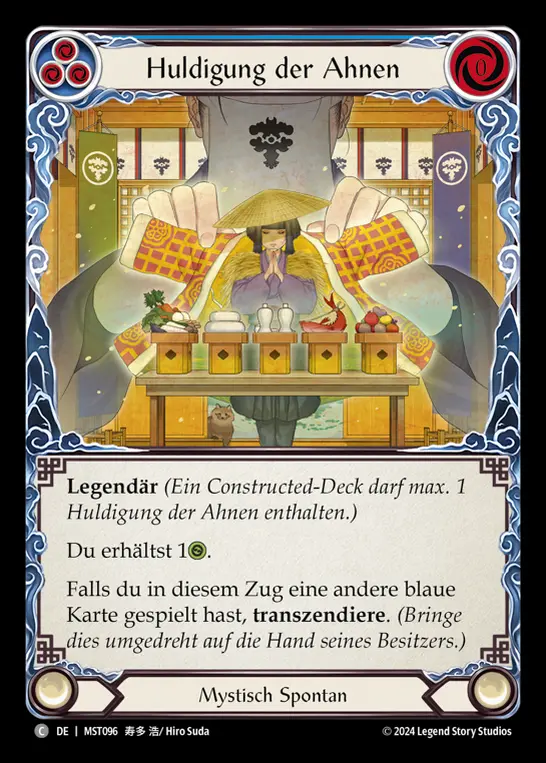 Huldigung der Ahnen
0
Legendär (Ein Constructed-Deck darf max. 1
Huldigung der Ahnen enthalten.)
Du erhältst 1.
Falls du in diesem Zug eine andere blaue
Karte gespielt hast, transzendiere. (Bringe
dies umgedreht auf die Hand seines Besitzers.)
Mystisch Spontan
C DE | MST096 寿多 浩/ Hiro Suda
© 2024 Legend Story Studios